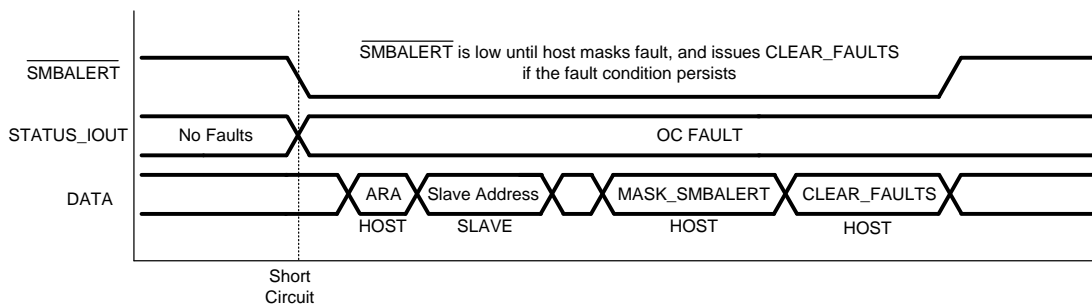 SMBALERT
SMBALERT is low until host masks fault, and issues CLEAR_FAULTS
if the fault condition persists
STATUS_IOUT
No Faults
OC FAULT
DATA
ARA
Slave Address
MASK_SMBALERT
CLEAR_FAULTS
HOST
SLAVE
HOST
HOST
Short
Circuit